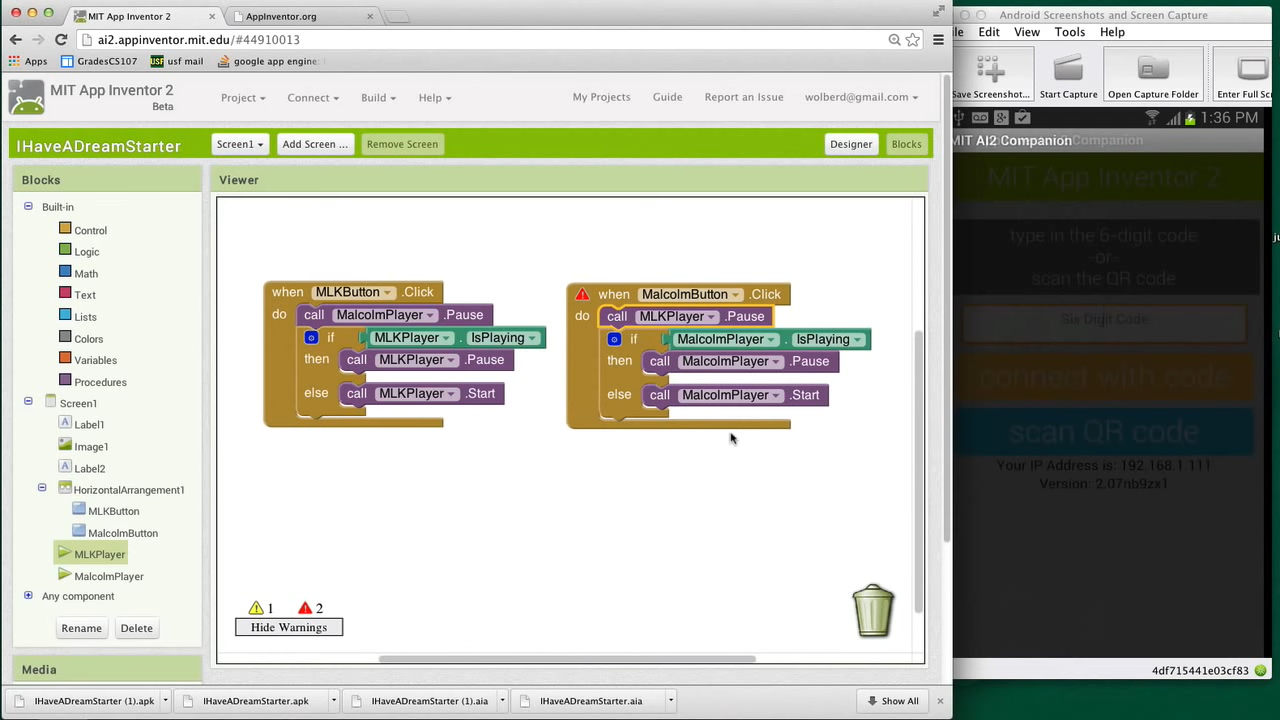 MIT App Inventor 2
AppInventor.org
ai2.appinventor.mit.edu/#44910013
Apps
GradesCS107
USF
usf mail
google app engine:
MIT App Inventor 2
Beta
Project
Connect
Build
Help
My Projects
Guide
Report an Issue
wolberd@gmail.com
IHaveADreamStarter
Screen1
Add Screen ...
Remove Screen
Designer
Blocks
Blocks
Built-in
Control
Logic
Math
Text
Lists
Colors
Variables
Procedures
Screen1
Label1
Image1
Label2
HorizontalArrangement1
MLKButton
MalcolmButton
MLKPlayer
MalcolmPlayer
Any component
Rename
Delete
Media
Viewer
when MLKButton .Click
do call MalcolmPlayer .Pause
if MLKPlayer . IsPlaying
then call MLKPlayer .Pause
else call MLKPlayer .Start
when MalcolmButton .Click
do call MLKPlayer .Pause
if MalcolmPlayer . IsPlaying
then call MalcolmPlayer .Pause
else call MalcolmPlayer .Start
1
2
Hide Warnings
IHaveADreamStarter (1).apk
IHaveADreamStarter.apk
IHaveADreamStarter (1).aia
IHaveADreamStarter.aia
Show All
Android Screenshots and Screen Capture
Edit
View
Tools
Help
Save Screenshot...
Start Capture
Open Capture Folder
Enter Full Scr
1:36 PM
MIT AI2 Companion
MIT App Inventor 2
type in the 6-digit code
-or-
scan the QR code
Six Digit Code
connect with code
scan QR code
Your IP Address is: 192.168.1.111
Version: 2.07nb9zx1
4df715441e03cf83